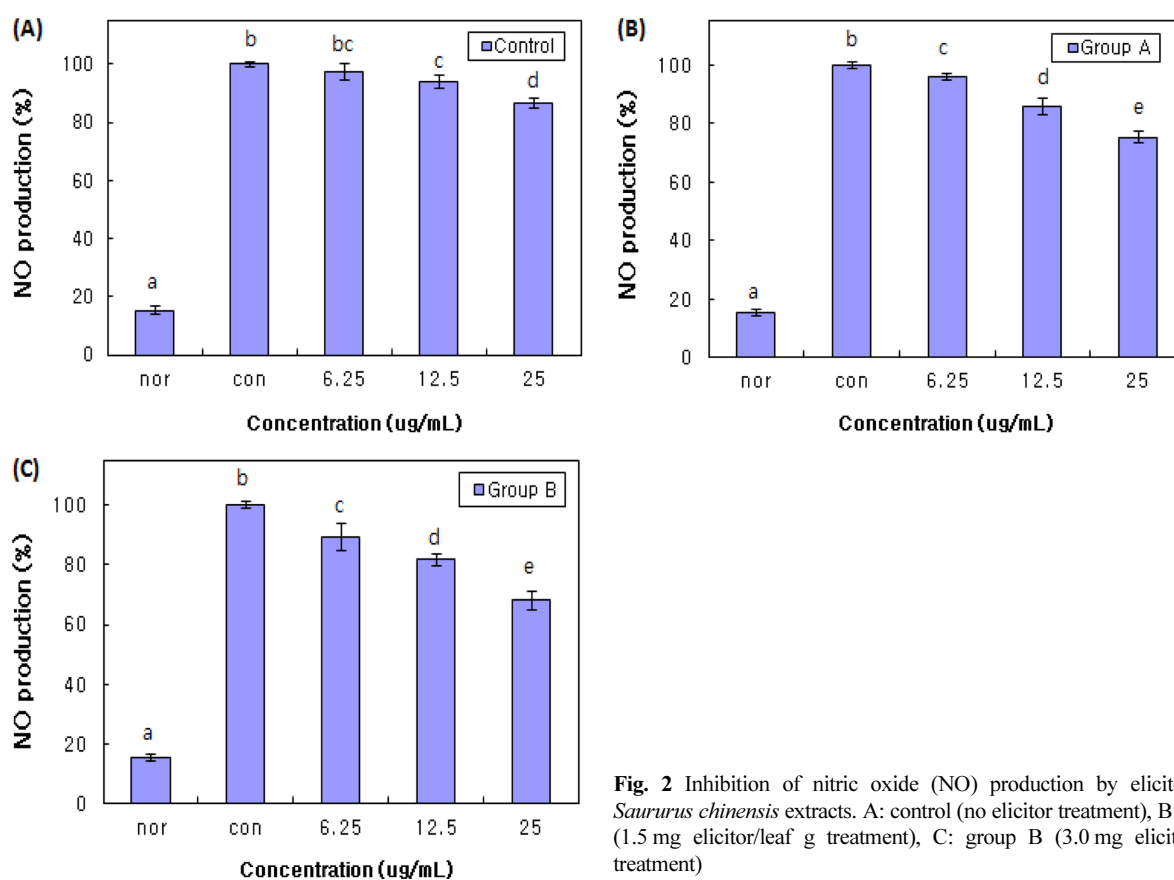 (A)
Control
NO production (%)
100
80
60
40
20
0
a
b
bc
c
d
nor con 6.25 12.5 25
Concentration (ug/mL)
(B)
Group A
NO production (%)
100
80
60
40
20
0
a
b
c
d
e
nor con 6.25 12.5 25
Concentration (ug/mL)
(C)
Group B
NO production (%)
100
80
60
40
20
0
a
b
c
d
e
nor con 6.25 12.5 25
Concentration (ug/mL)
Fig. 2 Inhibition of nitric oxide (NO) production by
Saururus chinensis extracts. A: control (no elicitor treatment), B
(1.5 mg elicitor/leaf g treatment), C: group B (3.0 mg
treatment)